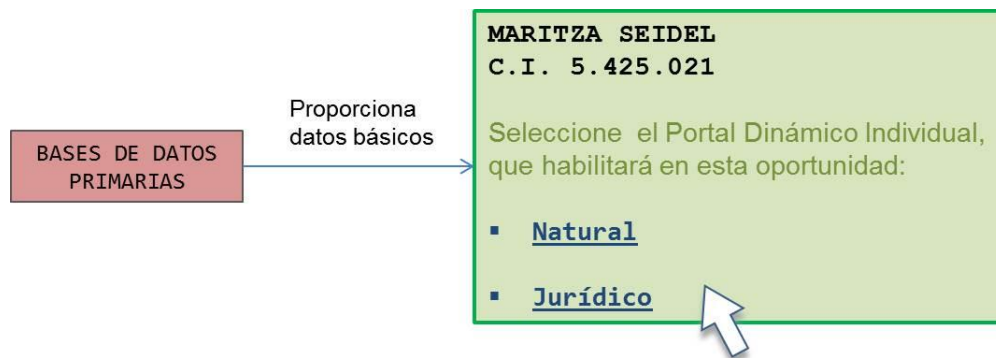 BASES DE DATOS
PRIMARIAS
Proporciona
datos básicos
MARITZA SEIDEL
C.I. 5.425.021
Seleccione el Portal Dinámico Individual,
que habilitará en esta oportunidad:
▪ Natural
▪ Jurídico